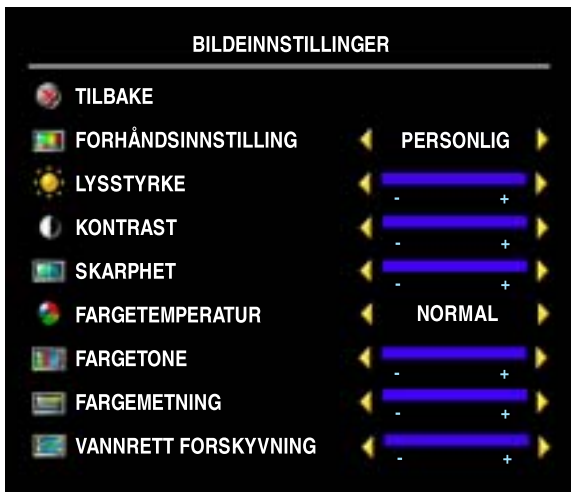 BILDEINNSTILLINGER
TILBAKE
FORHÅNDSINNSTILLING PERSONLIG
LYSSTYRKE - +
KONTRAST - +
SKARPHET - +
FARGETEMPERATUR NORMAL
FARGETONE - +
FARGEMETNING - +
VANNRETT FORSKYVNING - +